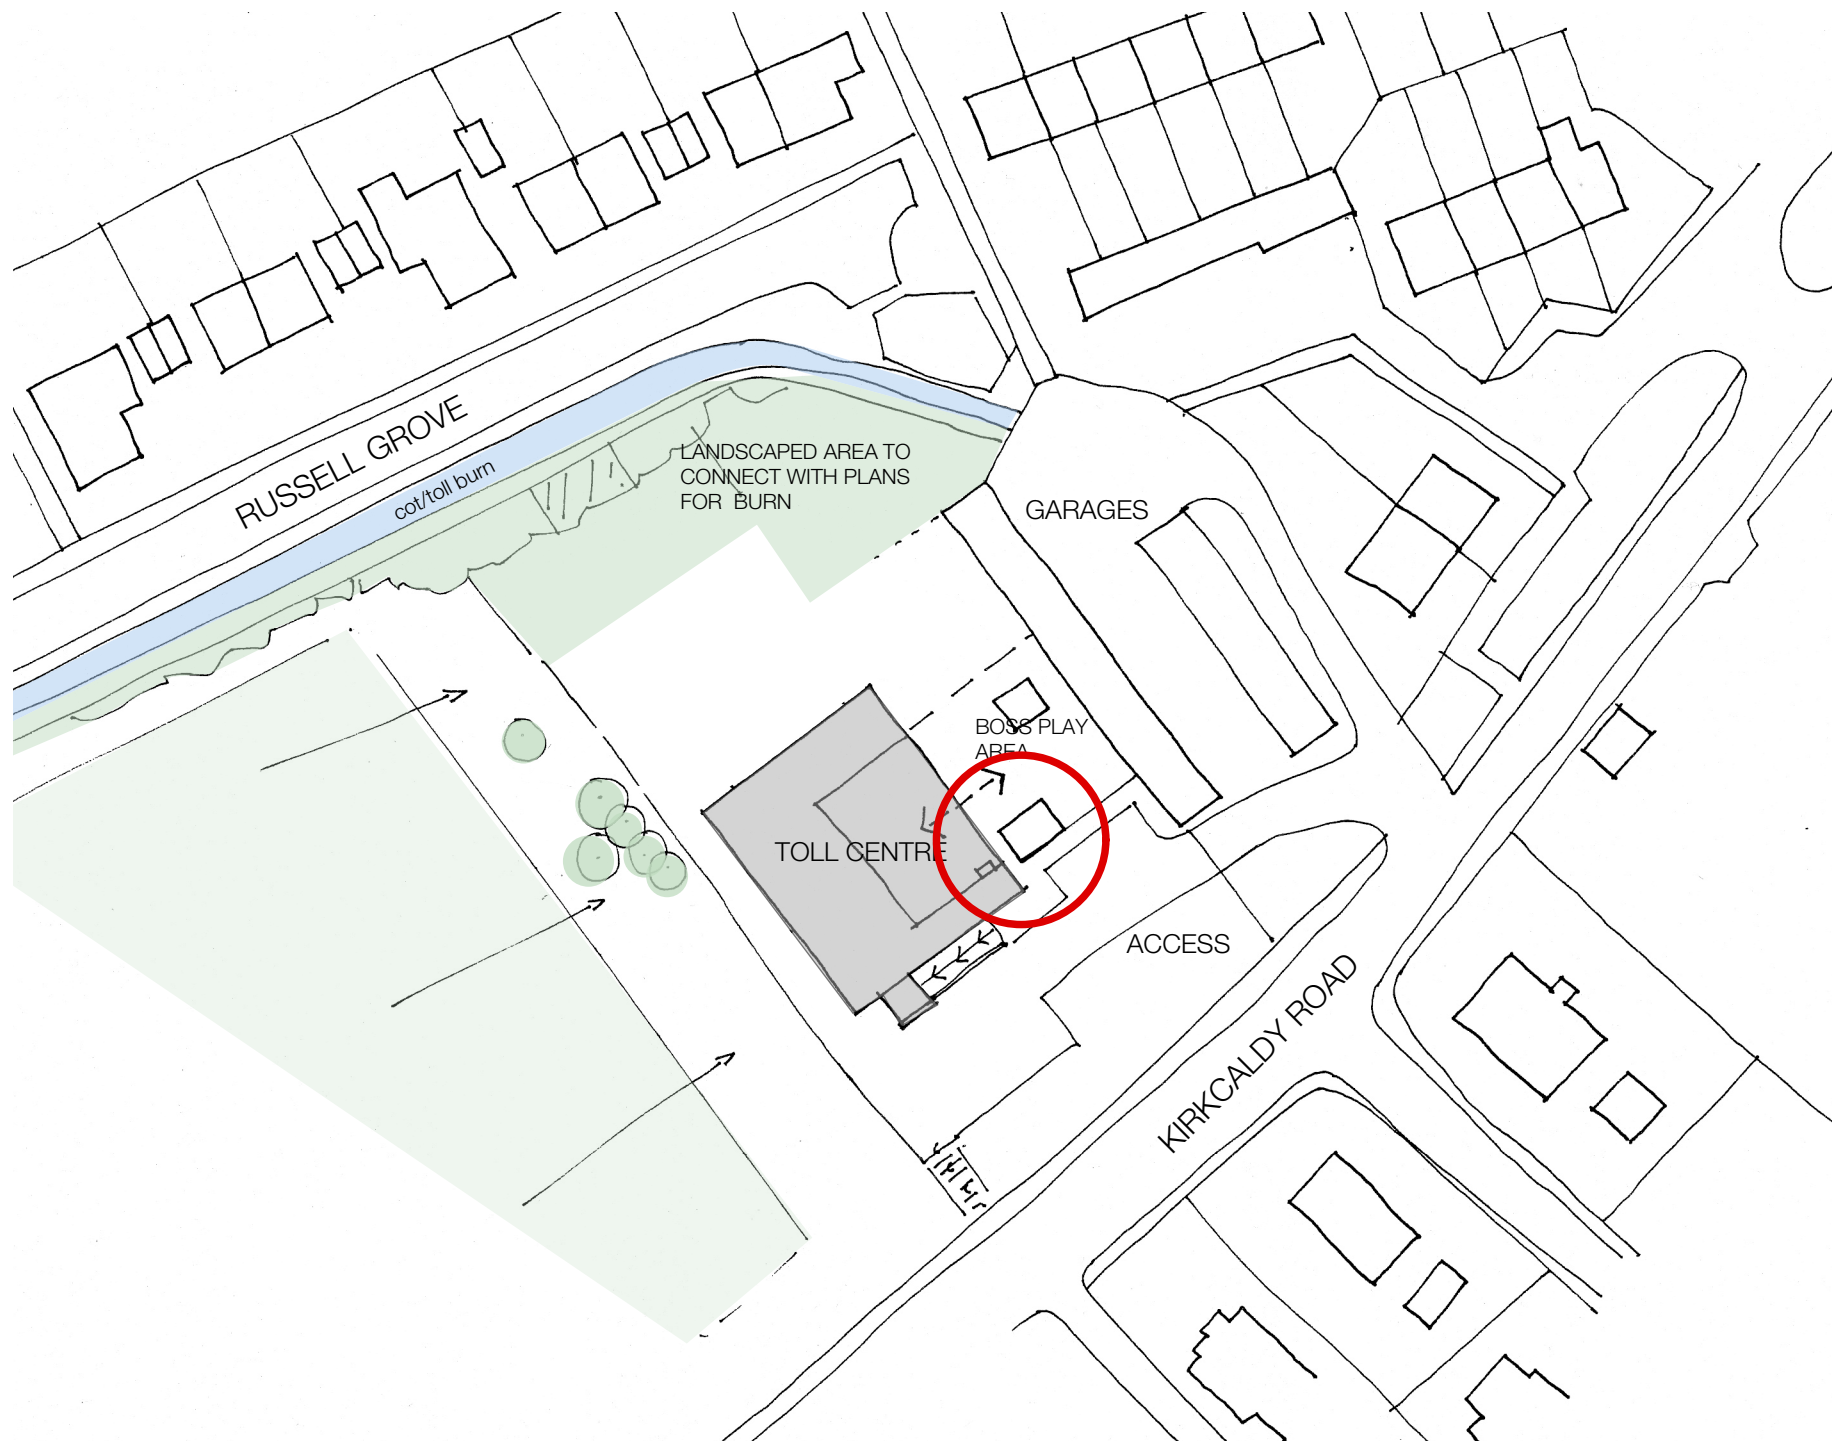 RUSSELL GROVE
cot/toll burn
LANDSCAPED AREA TO
CONNECT WITH PLANS
FOR BURN
GARAGES
BOSS PLAY
AREA
TOLL CENTRE
ACCESS
KIRKCALDY ROAD